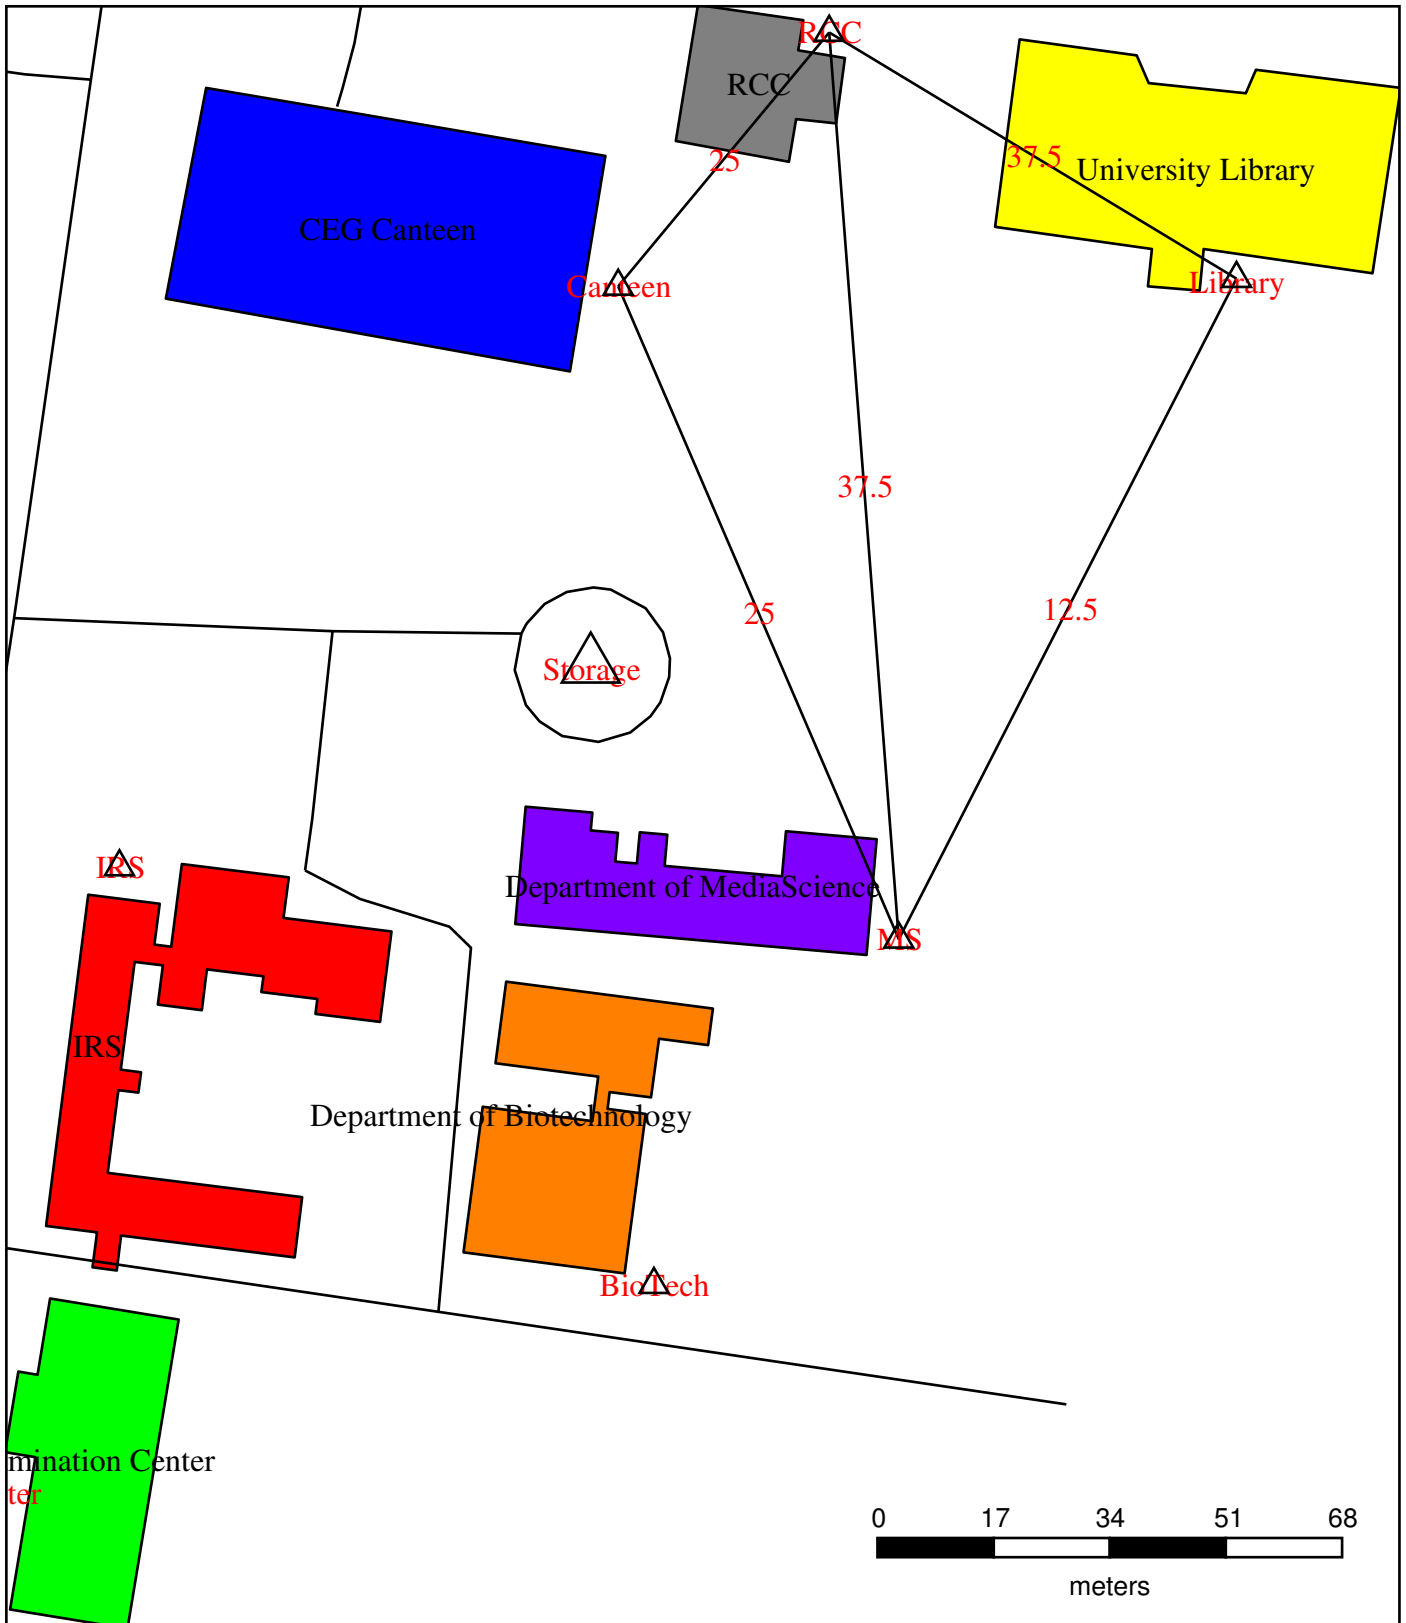 RCC
RCC
25
37.5
University Library
CEG Canteen
Canteen
Library
37.5
25
12.5
Storage
IRS
Department of MediaScience
MS
IRS
Department of Biotechnology
BioTech
mination Center
ter
0 17 34 51 68
meters